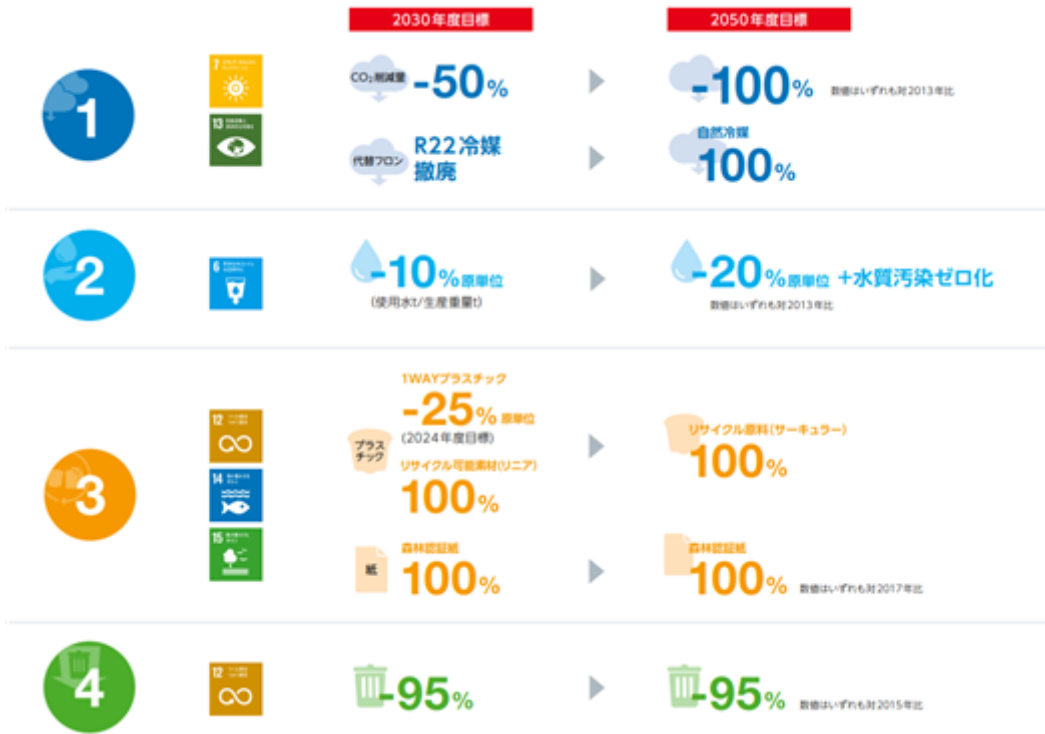 2030年度目標
2050年度目標
1
7
13
CO₂削減量
-50%
-100%
数値はいずれも対2013年比
代替フロン
R22冷媒
撤廃
自然冷媒
100%
2
6
-10%原単位
(使用水t/生産重量t)
-20%原単位 +水質汚染ゼロ化
数値はいずれも対2013年比
3
12
14
15
プラス
チック
1WAYプラスチック
-25%原単位
(2024年度目標)
リサイクル可能素材(リニア)
100%
リサイクル原料(サーキュラー)
100%
紙
森林認証紙
100%
森林認証紙
100%
数値はいずれも対2017年比
4
12
-95%
-95%
数値はいずれも対2015年比